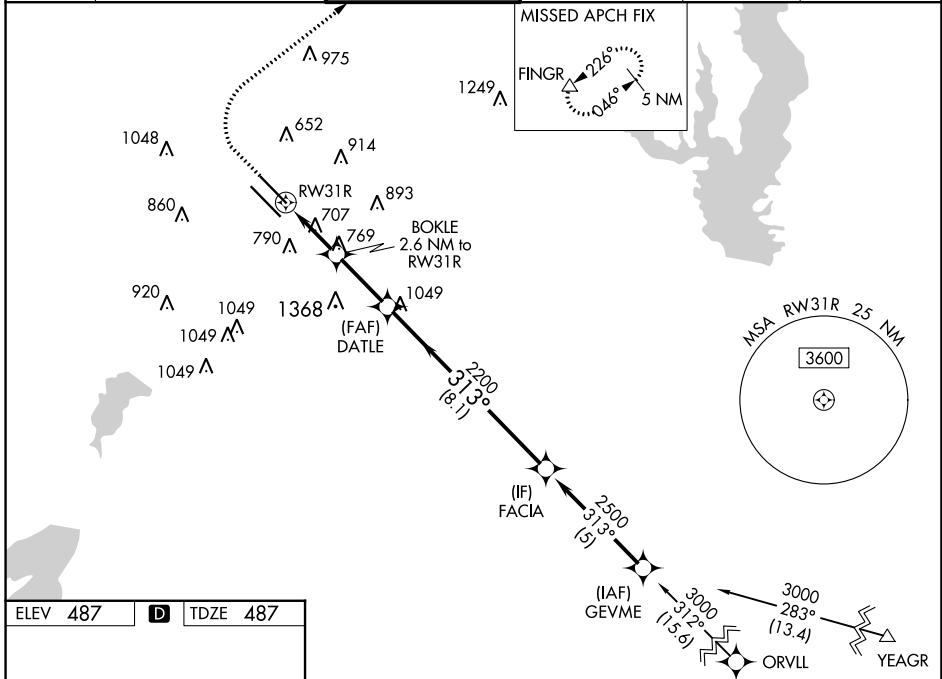 MISSED APCH FIX
FINGR
226°
046°
5 NM
975
1249
652
1048
914
RW31R
893
860
707
BOKLE
2.6 NM to
RW31R
790
769
920
1049
1368
1049
(FAF)
DATLE
1049
1049
MSA RW31R 25 NM
3600
2200
313°
(8.1)
(IF)
FACIA
2500
313°
(5)
(IAF)
GEVME
3000
312°
(15.6)
3000
283°
(13.4)
ORVLL
YEAGR
ELEV 487 D TDZE 487